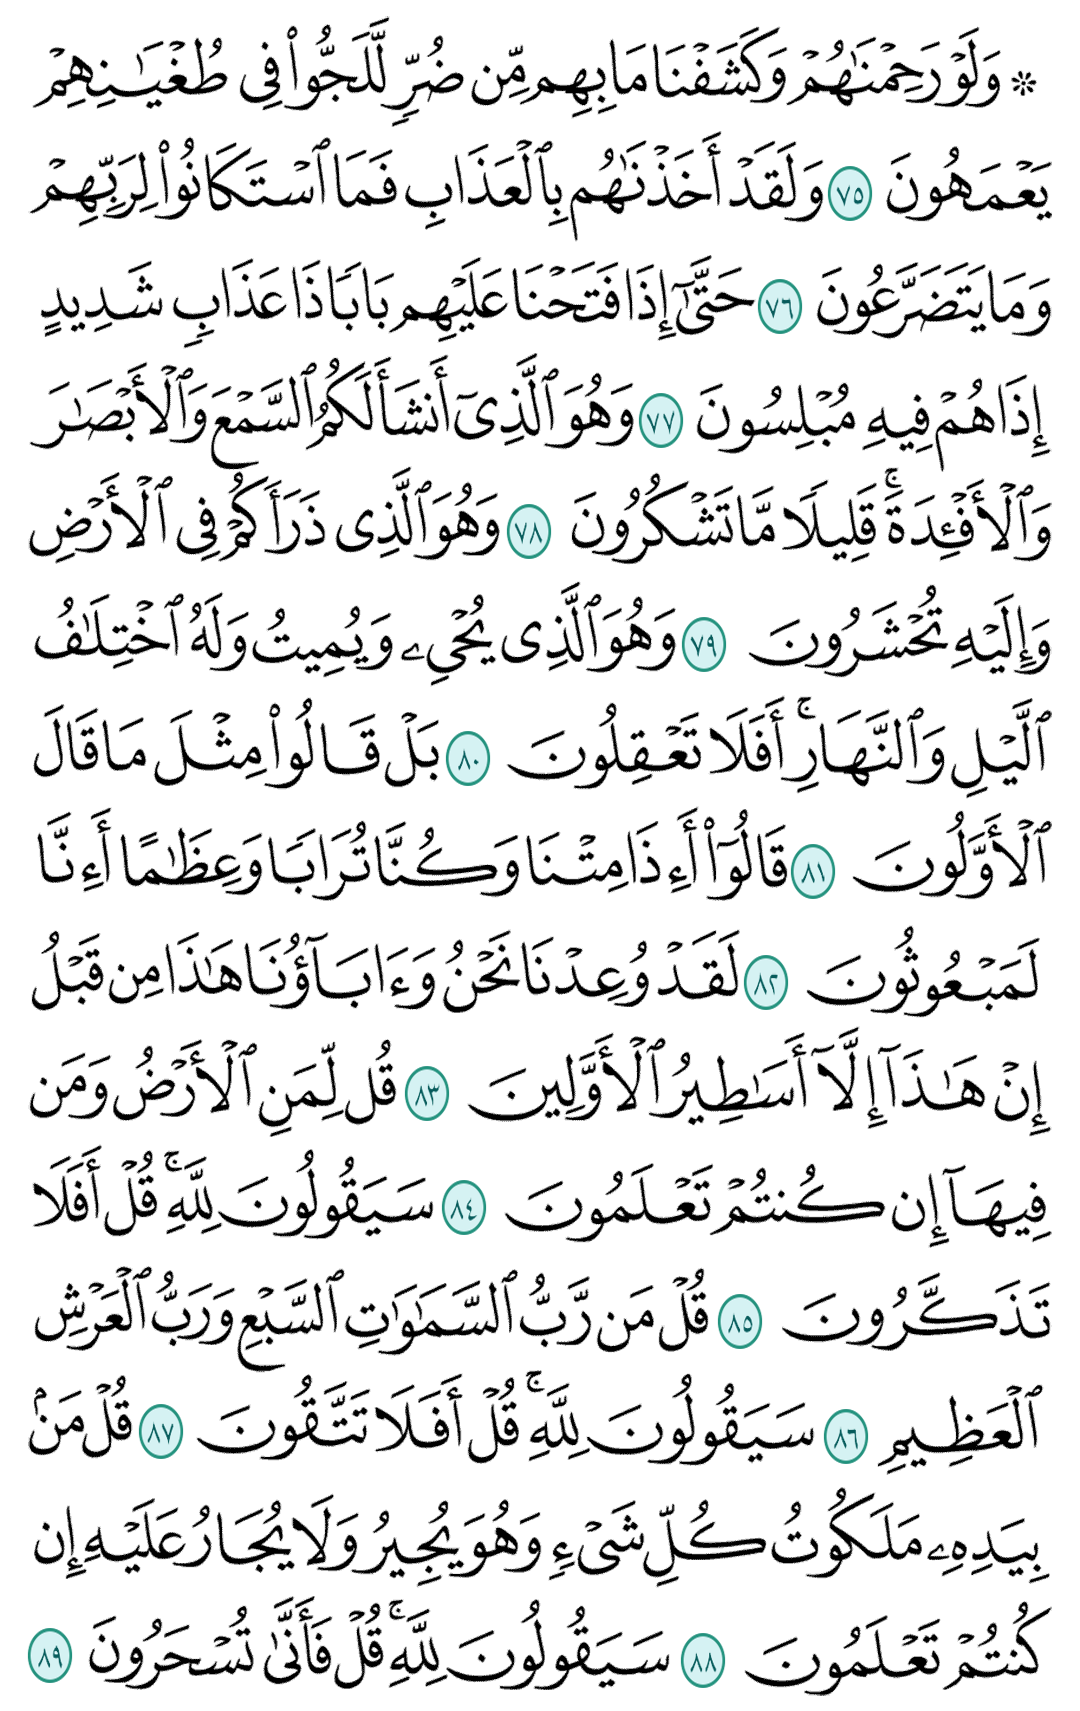 ۞ وَلَوْ رَحِمْنَٰهُمْ وَكَشَفْنَا مَا بِهِم مِّن ضُرٍّ لَّلَجُّوا۟ فِى طُغْيَٰنِهِمْ
يَعْمَهُونَ ٧٥ وَلَقَدْ أَخَذْنَٰهُم بِٱلْعَذَابِ فَمَا ٱسْتَكَانُوا۟ لِرَبِّهِمْ
وَمَا يَتَضَرَّعُونَ ٧٦ حَتَّىٰٓ إِذَا فَتَحْنَا عَلَيْهِم بَابًا ذَا عَذَابٍ شَدِيدٍ
إِذَا هُمْ فِيهِ مُبْلِسُونَ ٧٧ وَهُوَ ٱلَّذِىٓ أَنشَأَ لَكُمُ ٱلسَّمْعَ وَٱلْأَبْصَٰرَ
وَٱلْأَفْـِٔدَةَ ۚ قَلِيلًا مَّا تَشْكُرُونَ ٧٨ وَهُوَ ٱلَّذِى ذَرَأَكُمْ فِى ٱلْأَرْضِ
وَإِلَيْهِ تُحْشَرُونَ ٧٩ وَهُوَ ٱلَّذِى يُحْىِۦ وَيُمِيتُ وَلَهُ ٱخْتِلَٰفُ
ٱلَّيْلِ وَٱلنَّهَارِ ۚ أَفَلَا تَعْقِلُونَ ٨٠ بَلْ قَالُوا۟ مِثْلَ مَا قَالَ
ٱلْأَوَّلُونَ ٨١ قَالُوٓا۟ أَءِذَا مِتْنَا وَكُنَّا تُرَابًا وَعِظَٰمًا أَءِنَّا
لَمَبْعُوثُونَ ٨٢ لَقَدْ وُعِدْنَا نَحْنُ وَءَابَآؤُنَا هَٰذَا مِن قَبْلُ
إِنْ هَٰذَآ إِلَّآ أَسَٰطِيرُ ٱلْأَوَّلِينَ ٨٣ قُل لِّمَنِ ٱلْأَرْضُ وَمَن
فِيهَآ إِن كُنتُمْ تَعْلَمُونَ ٨٤ سَيَقُولُونَ لِلَّهِ ۚ قُلْ أَفَلَا
تَذَكَّرُونَ ٨٥ قُلْ مَن رَّبُّ ٱلسَّمَٰوَٰتِ ٱلسَّبْعِ وَرَبُّ ٱلْعَرْشِ
ٱلْعَظِيمِ ٨٦ سَيَقُولُونَ لِلَّهِ ۚ قُلْ أَفَلَا تَتَّقُونَ ٨٧ قُلْ مَنۢ
بِيَدِهِۦ مَلَكُوتُ كُلِّ شَىْءٍ وَهُوَ يُجِيرُ وَلَا يُجَارُ عَلَيْهِ إِن
كُنتُمْ تَعْلَمُونَ ٨٨ سَيَقُولُونَ لِلَّهِ ۚ قُلْ فَأَنَّىٰ تُسْحَرُونَ ٨٩